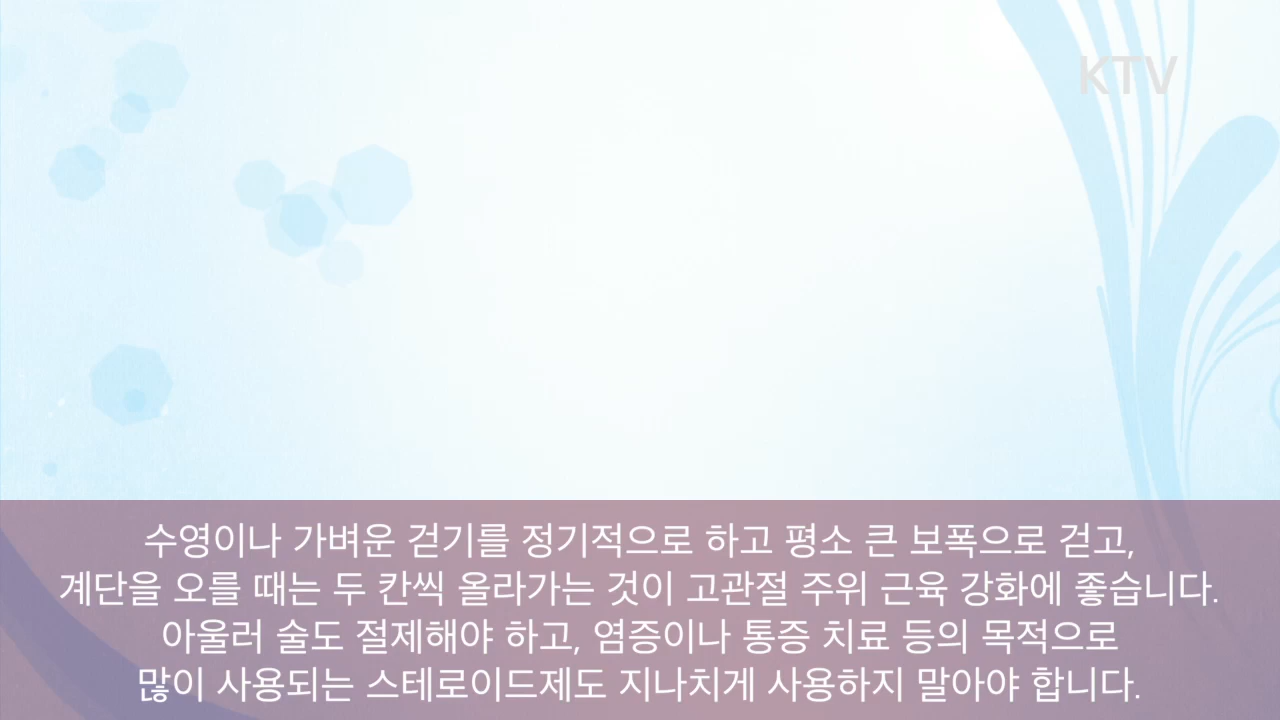 KTV
수영이나 가벼운 걷기를 정기적으로 하고 평소 큰 보폭으로 걷고,
계단을 오를 때는 두 칸씩 올라가는 것이 고관절 주위 근육 강화에 좋습니다.
아울러 술도 절제해야 하고, 염증이나 통증 치료 등의 목적으로
많이 사용되는 스테로이드제도 지나치게 사용하지 말아야 합니다.